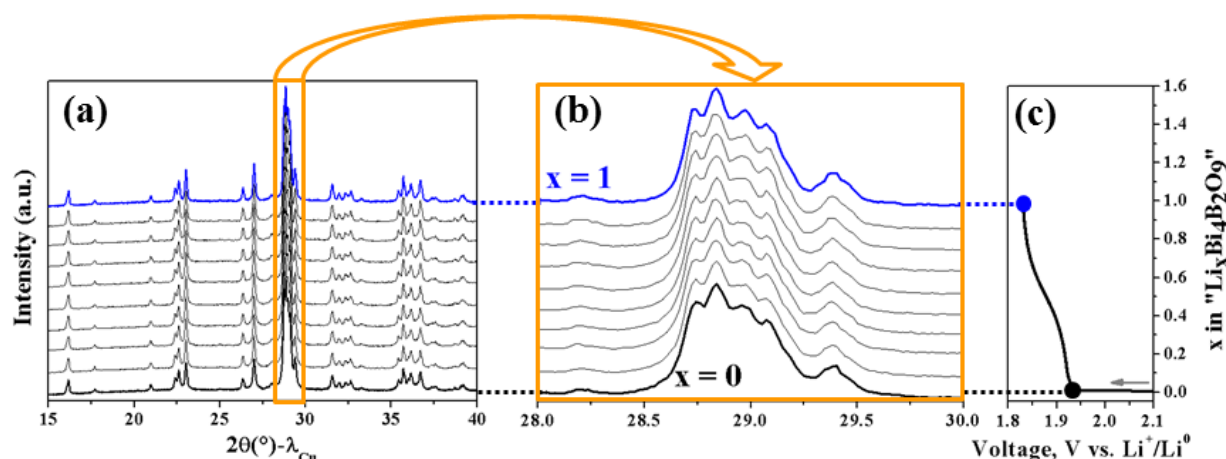 (a)
(b)
(c)
x = 1
x = 0
Intensity (a.u.)
15 20 25 30 35 40
2θ(°)-λCu
28.0 28.5 29.0 29.5 30.0
1.6
1.4
1.2
1.0
0.8
0.6
0.4
0.2
0.0
x in "LixBi4B2O9"
1.8 1.9 2.0 2.1
Voltage, V vs. Li+/Li0